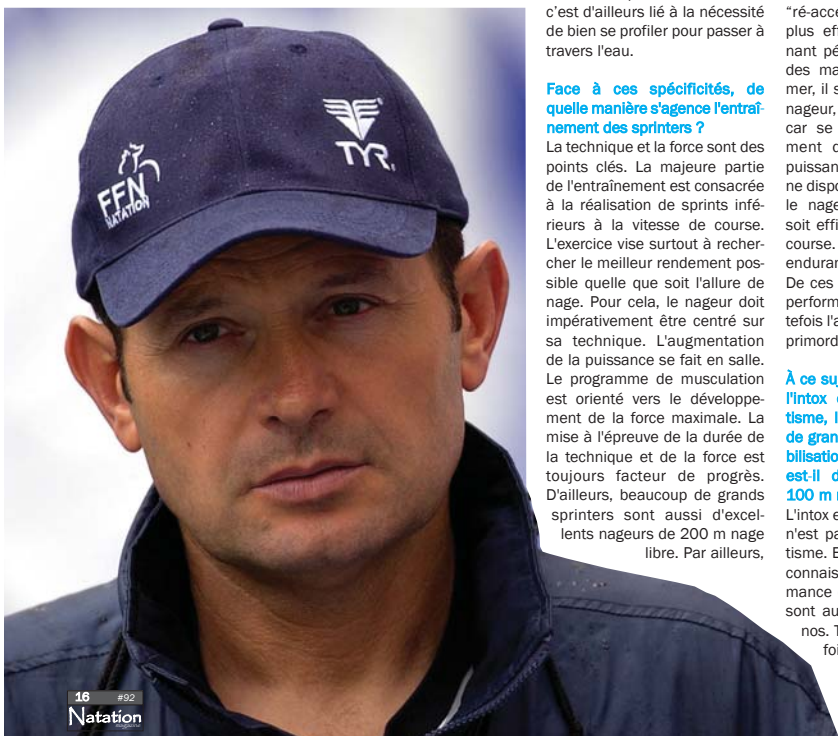 FFN
NATATION
TYR
c'est d'ailleurs lié à la nécessité
de bien se profiler pour passer à
travers l'eau.
Face à ces spécificités, de
quelle manière s'agence l'entraî-
nement des sprinters ?
La technique et la force sont des
points clés. La majeure partie
de l'entraînement est consacrée
à la réalisation de sprints infé-
rieurs à la vitesse de course.
L'exercice vise surtout à recher-
cher le meilleur rendement pos-
sible quelle que soit l'allure de
nage. Pour cela, le nageur doit
impérativement être centré sur
sa technique. L'augmentation
de la puissance se fait en salle.
Le programme de musculation
est orienté vers le développe-
ment de la force maximale. La
mise à l'épreuve de la durée de
la technique et de la force est
toujours facteur de progrès.
D'ailleurs, beaucoup de grands
sprinters sont aussi d'excel-
lents nageurs de 200 m nage
libre. Par ailleurs,
"ré-accé
plus eff
nant pé
des ma
mer, il s
nageur,
car se
ment d
puissan
ne dispo
le nage
soit effi
course.
enduran
De ces
perform
tefois l'a
primord
À ce suj
l'intox
tisme, l
de gran
bilisatio
est-il d
100 m
L'intox e
n'est pa
tisme. E
connais
mance
sont au
nos. T
foi
16 #92
Natation
magazine